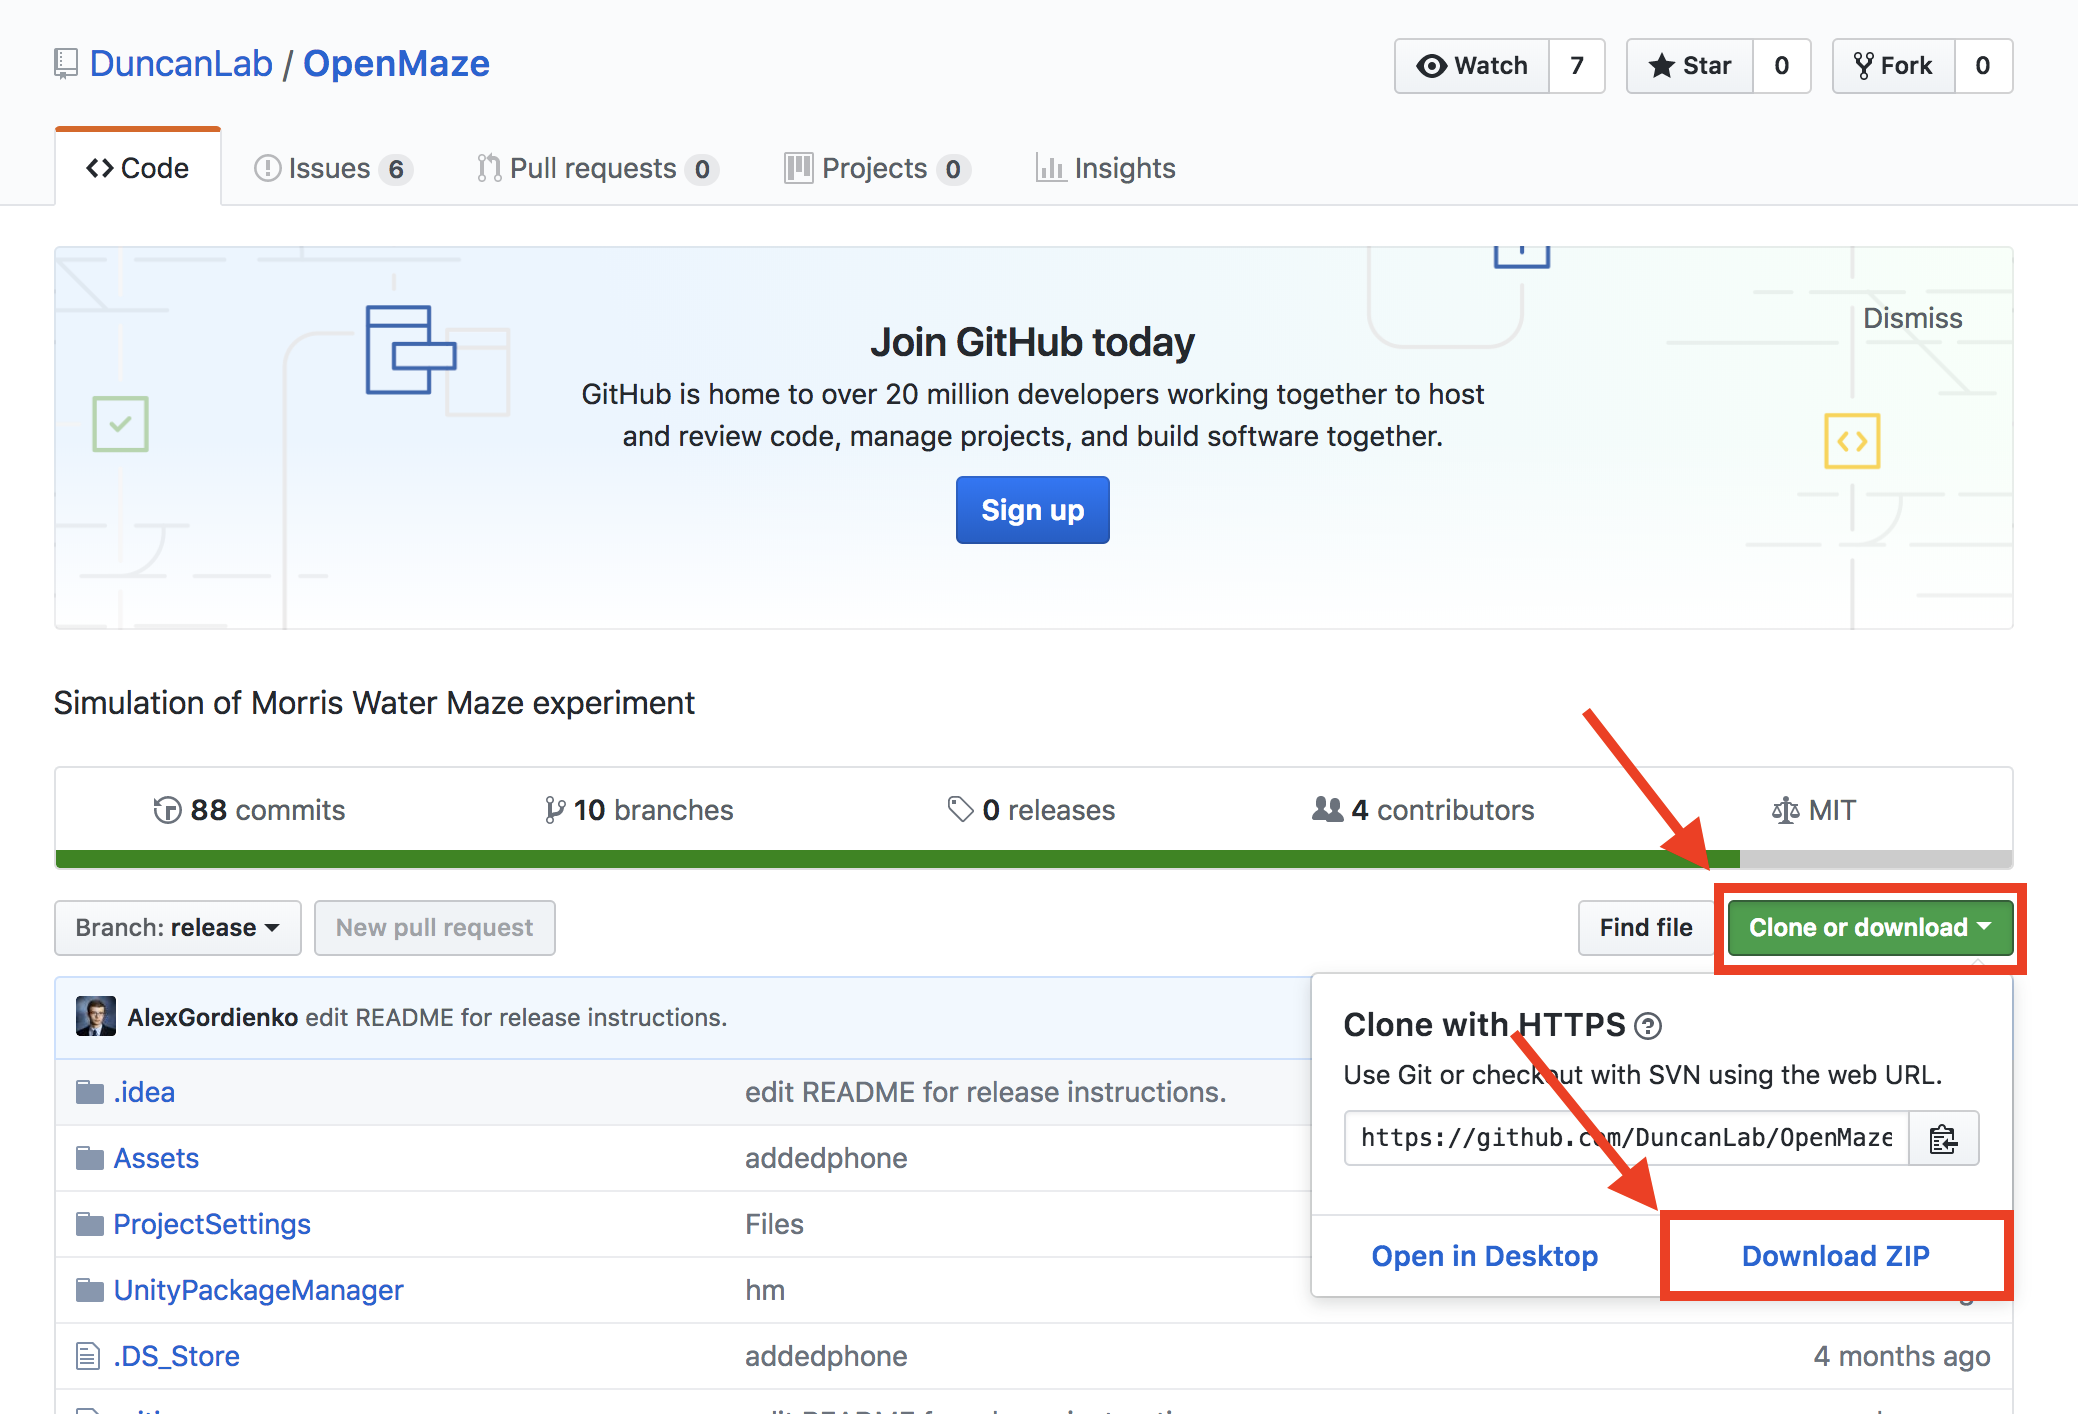 DuncanLab / OpenMaze
Watch 7 Star 0 Fork 0
Code Issues 6 Pull requests 0 Projects 0 Insights
Dismiss
Join GitHub today
GitHub is home to over 20 million developers working together to host
and review code, manage projects, and build software together.
Sign up
Simulation of Morris Water Maze experiment
88 commits 10 branches 0 releases 4 contributors MIT
Branch: release New pull request Find file Clone or download
AlexGordienko edit README for release instructions.
Clone with HTTPS ?
Use Git or checkout with SVN using the web URL.
https://github.com/DuncanLab/OpenMaze
Open in Desktop Download ZIP
.idea edit README for release instructions.
Assets addedphone
ProjectSettings Files
UnityPackageManager hm
.DS_Store addedphone 4 months ago